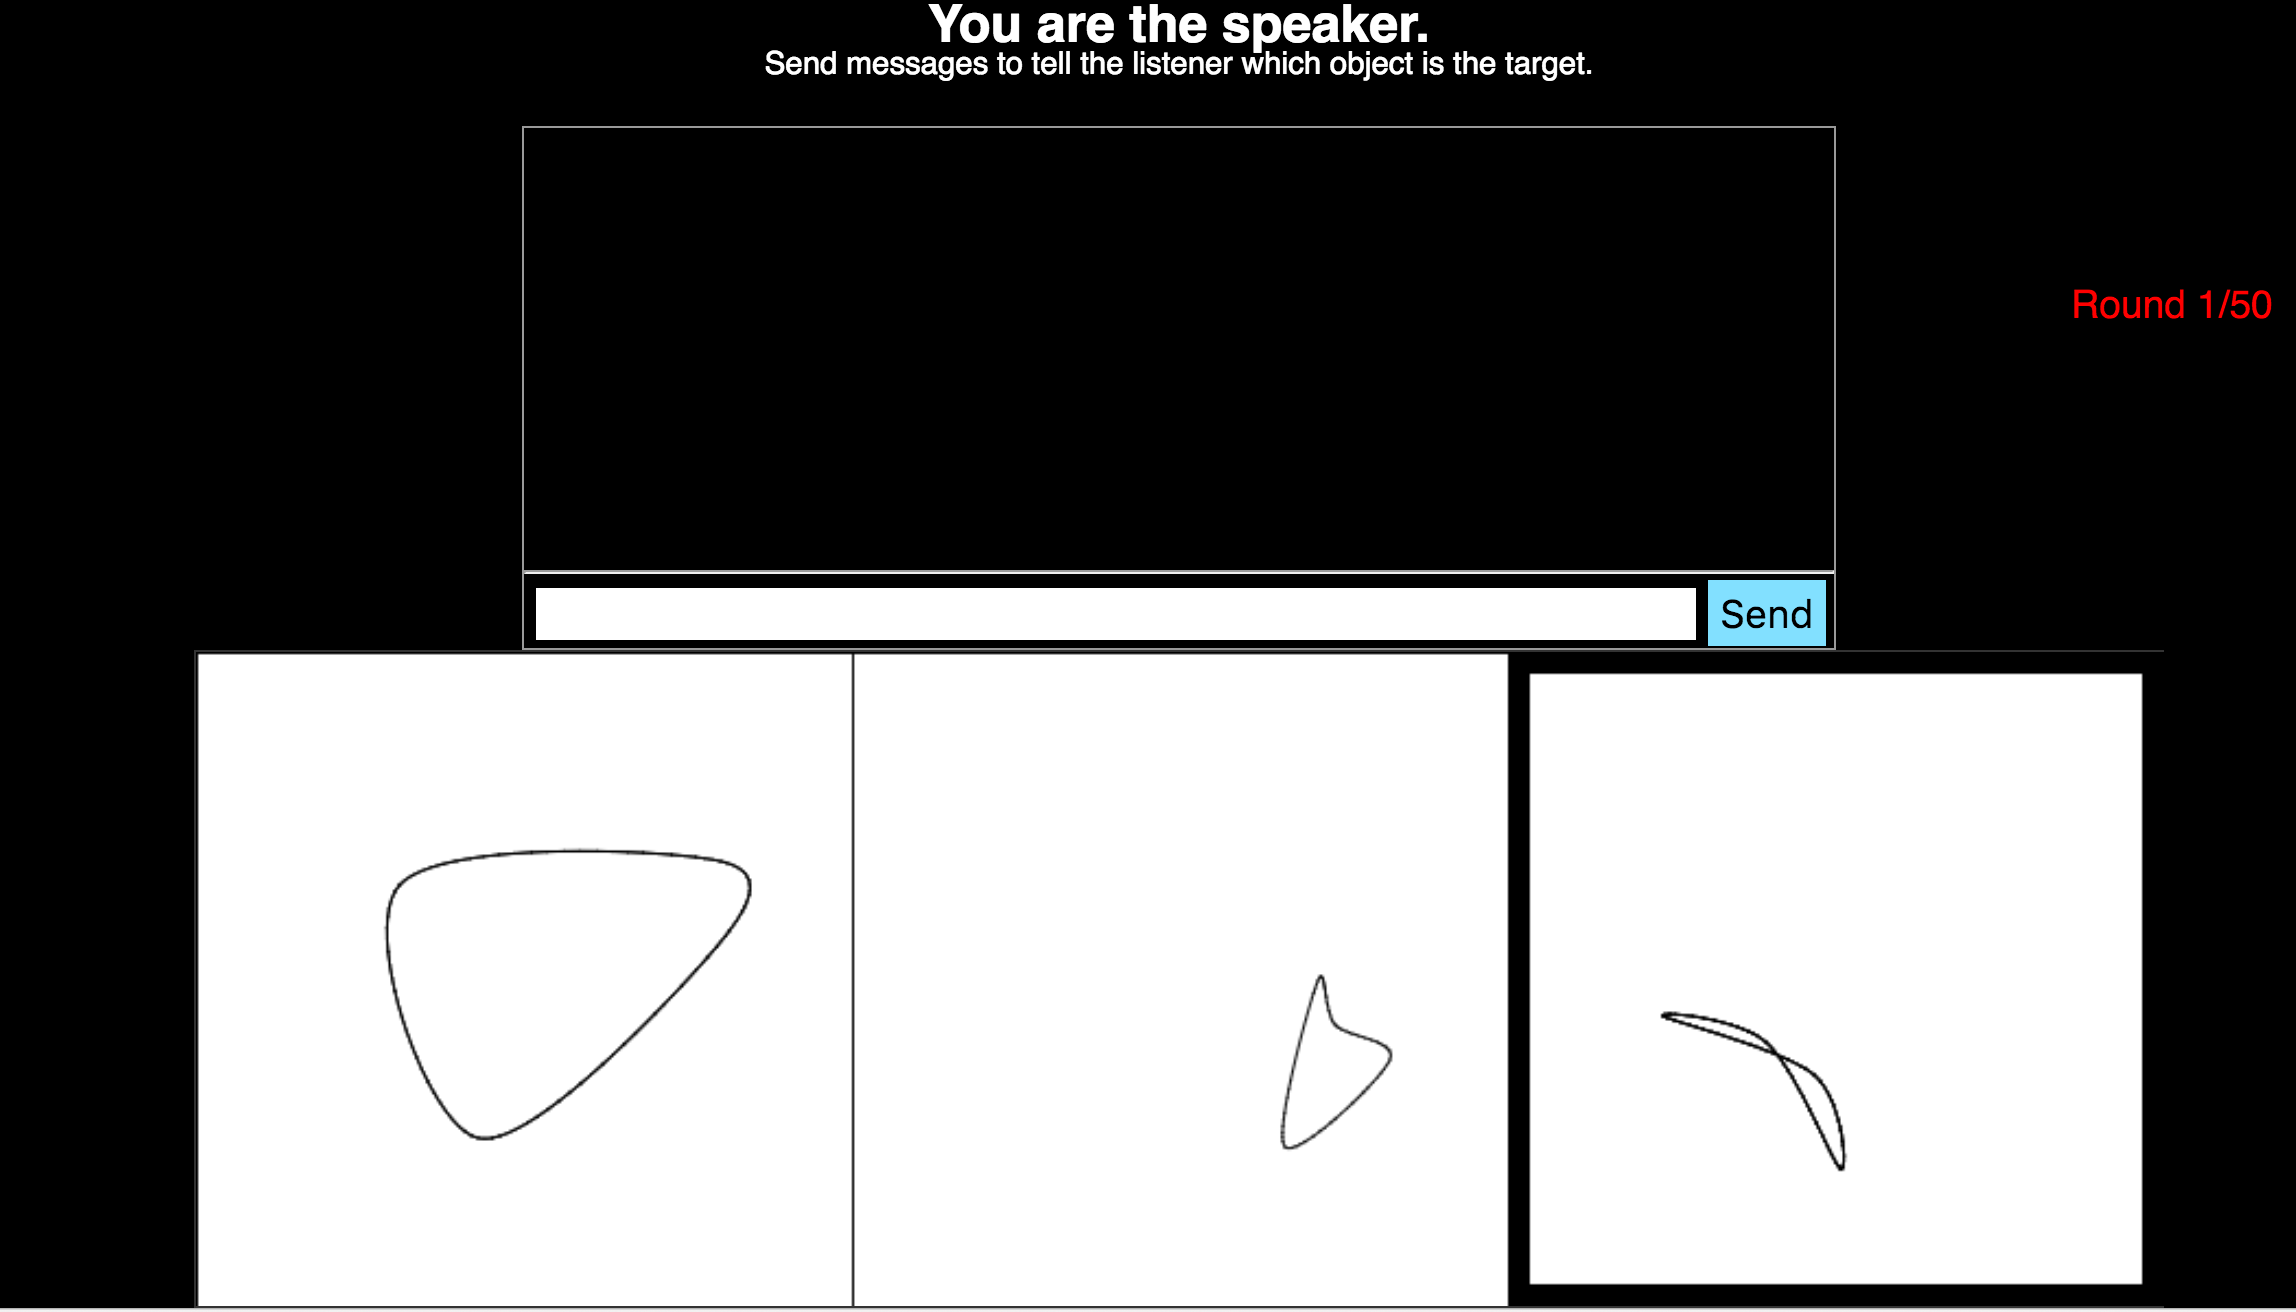 You are the speaker.
Send messages to tell the listener which object is the target.
Round 1/50
Send